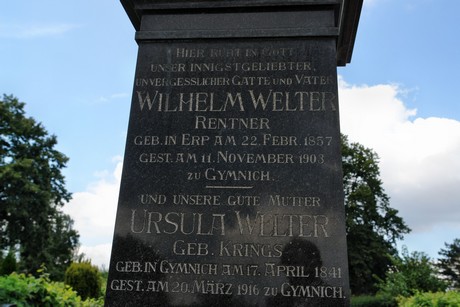 HIER RUHT IN GOTT
UNSER INNIGSTGELIEBTER,
UNVERGESSLICHER GATTE UND VATER
WILHELM WELTER
RENTNER
GEB. IN ERP AM 22. FEBR. 1857
GEST. AM 11. NOVEMBER 1903
ZU GYMNICH.
UND UNSERE GUTE MUTTER
URSULA WELTER
GEB. KRINGS
GEB. IN GYMNICH AM 17. APRIL 1841
GEST. AM 20. MÄRZ 1916 ZU GYMNICH.